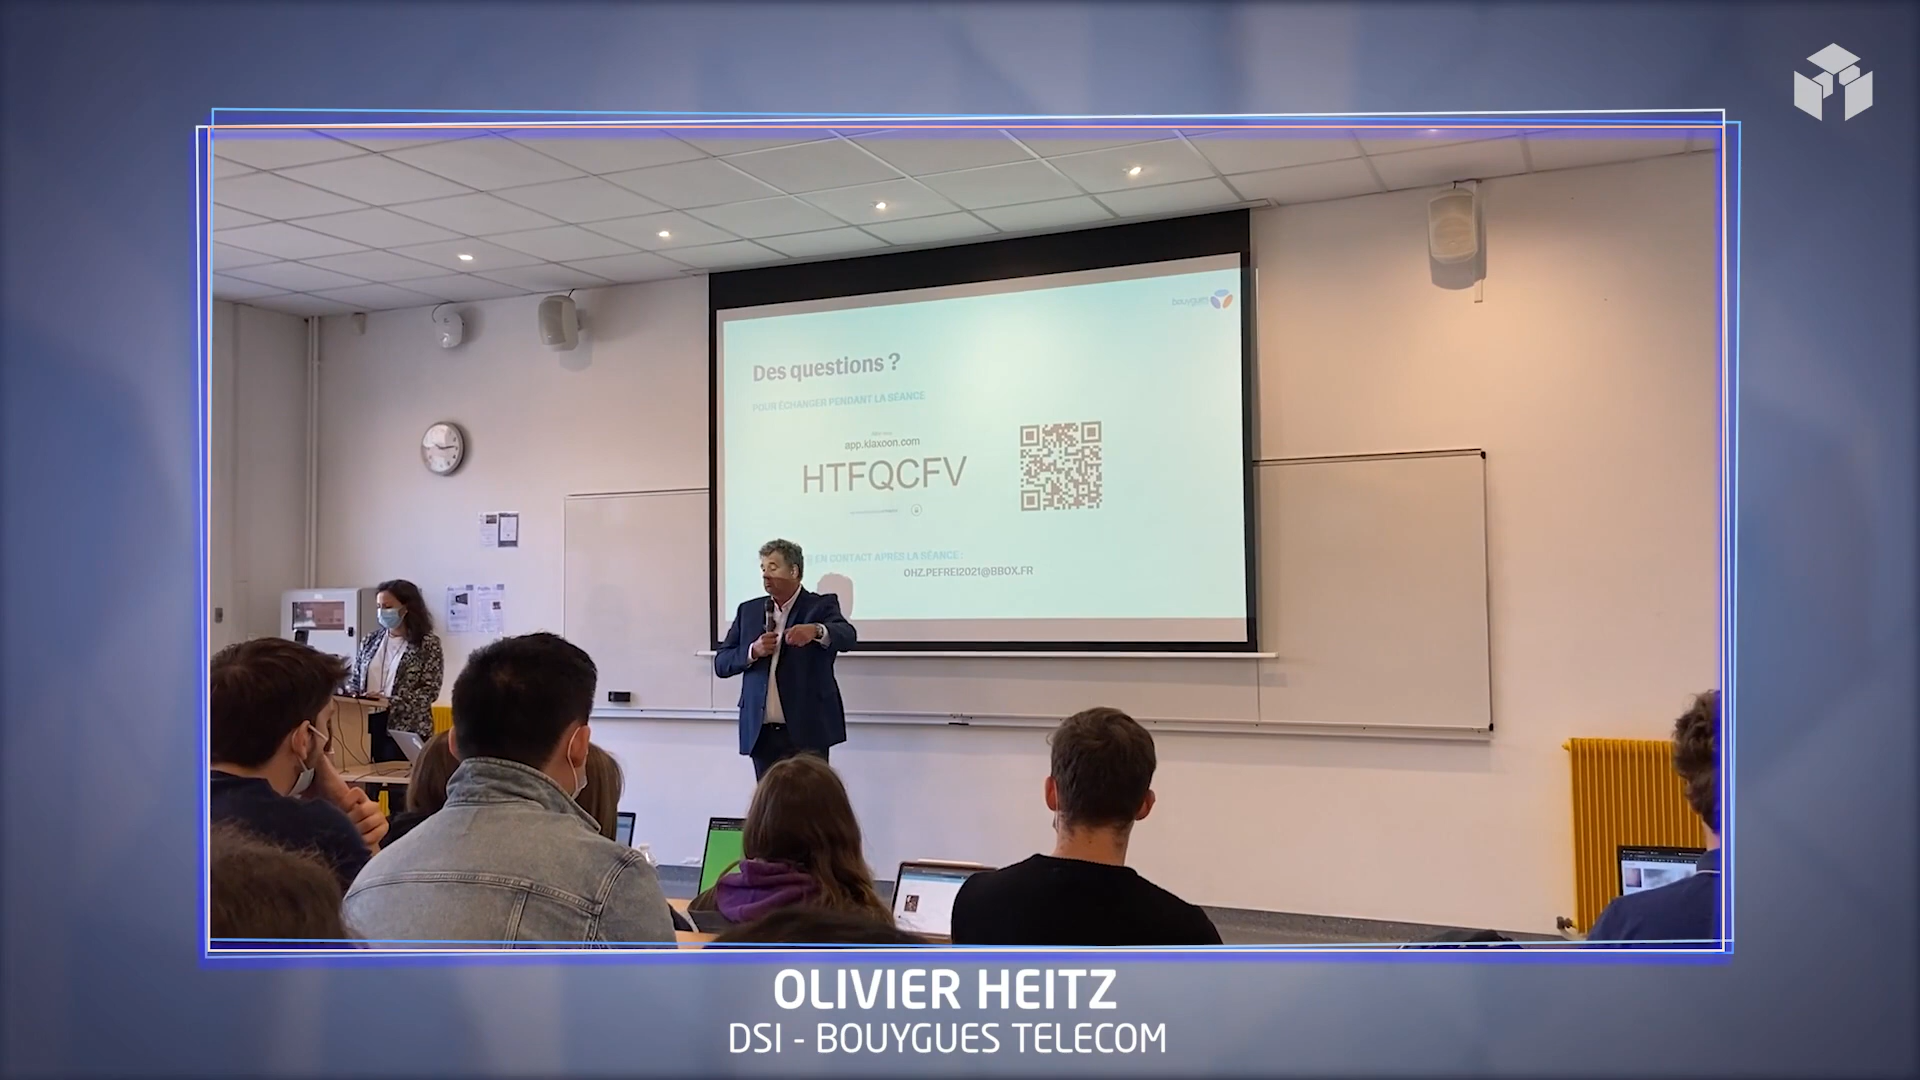 bouygues
Des questions ?
POUR ÉCHANGER PENDANT LA SÉANCE
app.klaxoon.com
HTFQCFV
EN CONTACT APRÈS LA SÉANCE :
OHZ.PEFREI2021@BBOX.FR
OLIVIER HEITZ
DSI - BOUYGUES TELECOM